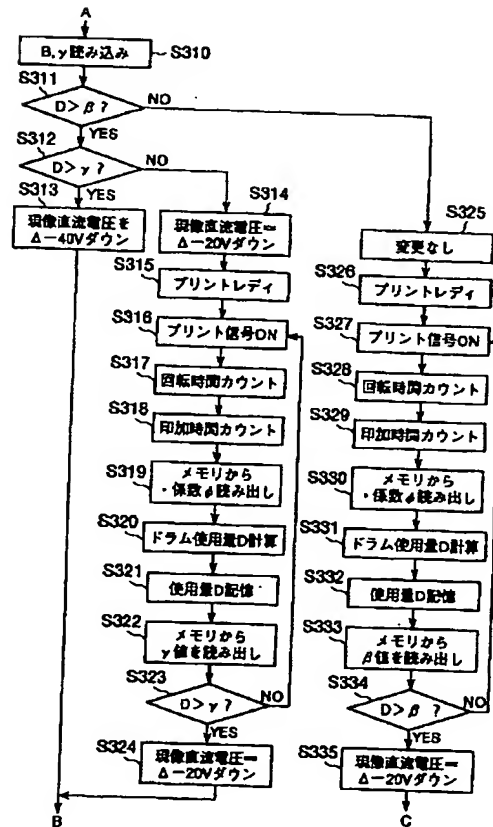 A
B,γ読み込み
S310
S311
D>β?
NO
YES
S312
D>γ?
NO
YES
S313
現像直流電圧を
Δ-40Vダウン
S314
現像直流電圧=
Δ-20Vダウン
S315
プリントレディ
S316
プリント信号ON
S317
回転時間カウント
S318
印加時間カウント
S319
メモリから
・係数φ読み出し
S320
ドラム使用量D計算
S321
使用量D記憶
S322
メモリから
γ値を読み出し
S323
D>γ?
NO
YES
S324
現像直流電圧=
Δ-20Vダウン
B
S325
変更なし
S326
プリントレディ
S327
プリント信号ON
S328
回転時間カウント
S329
印加時間カウント
S330
メモリから
・係数φ読み出し
S331
ドラム使用量D計算
S332
使用量D記憶
S333
メモリから
β値を読み出し
S334
D>β?
NO
YES
S335
現像直流電圧=
Δ-20Vダウン
C